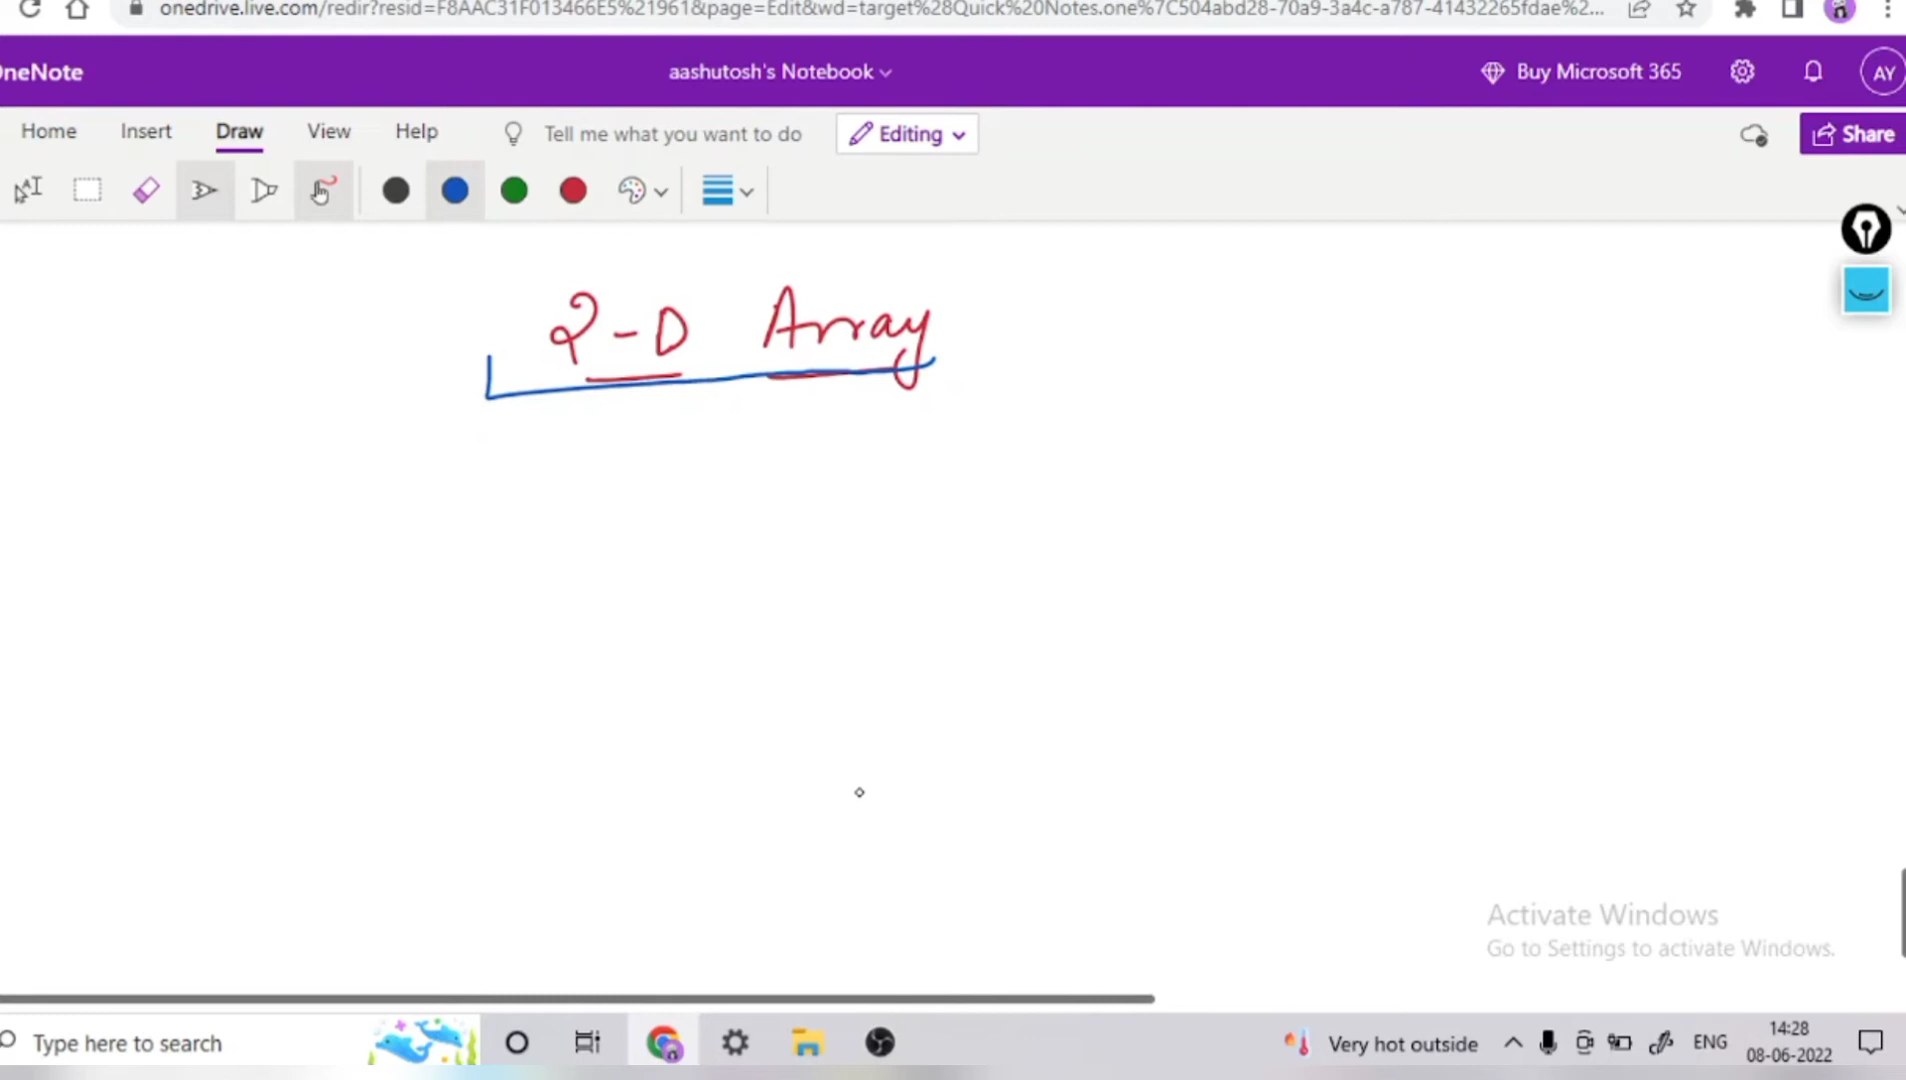 onedrive.live.com/redir?resid=F8AAC31F013466E5%21961&page=Edit&wd=target%28Quick%20Notes.one%7C504abd28-70a9-3a4c-a787-41432265fdae%2...
OneNote
aashutosh's Notebook
Buy Microsoft 365
AY
Home Insert Draw View Help Tell me what you want to do Editing Share
2-D Array
Activate Windows
Go to Settings to activate Windows.
Type here to search
Very hot outside
ENG
14:28
08-06-2022